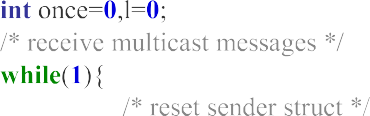 int once=0,l=0;
/* receive multicast messages */
while(1){
/* reset sender struct */